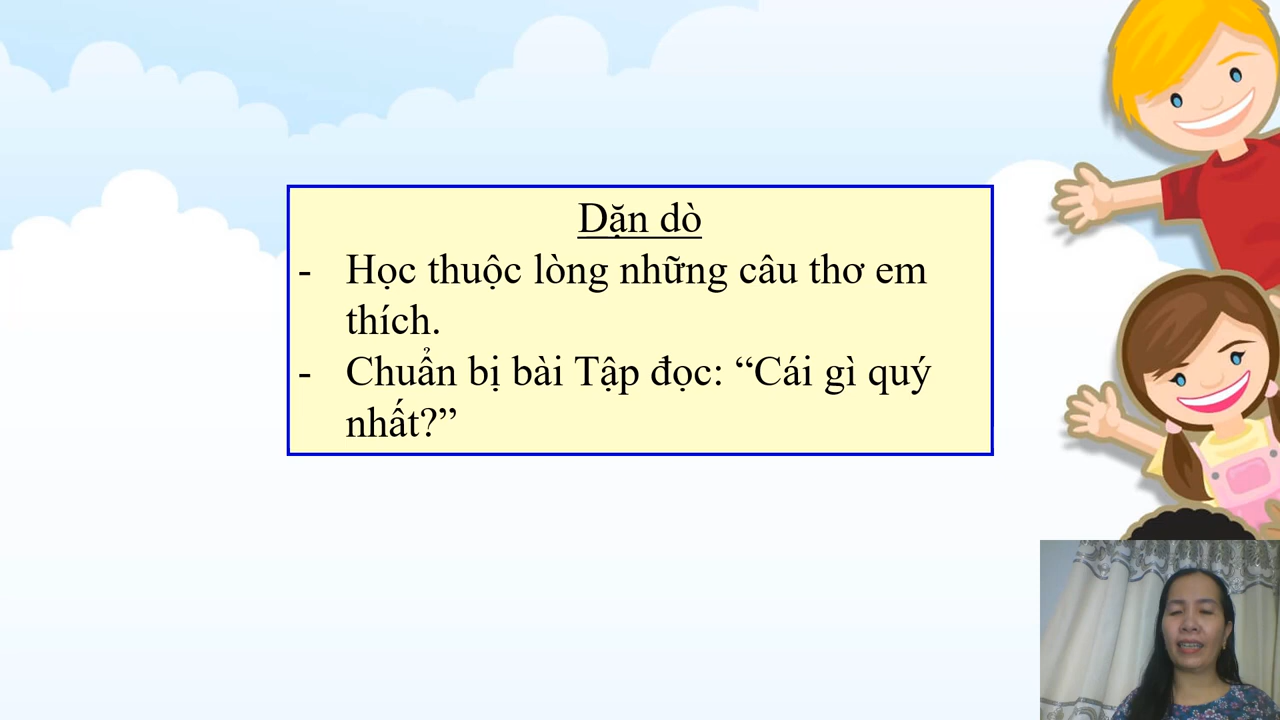 Dặn dò
- Học thuộc lòng những câu thơ em
thích.
- Chuẩn bị bài Tập đọc: “Cái gì quý
nhất?”